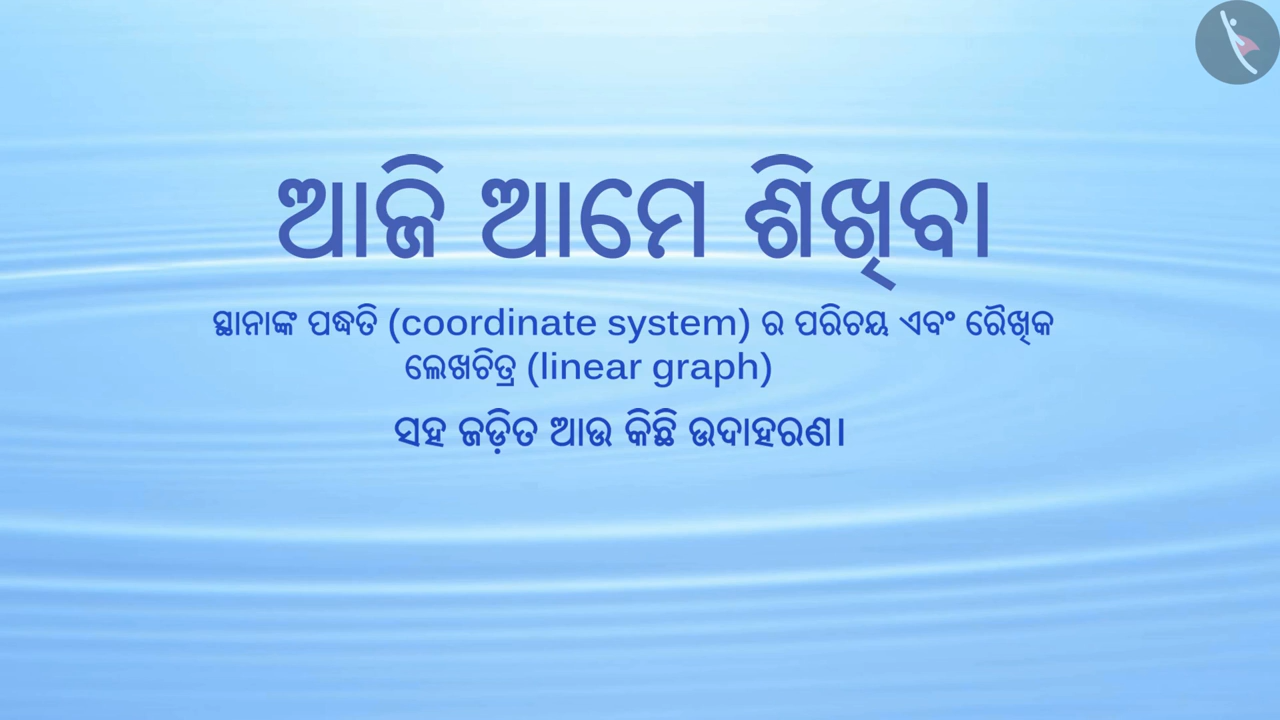 ଆଜି ଆମେ ଶିଖିବା
ସ୍ଥାନାଙ୍କ ପଦ୍ଧତି (coordinate system) ର ପରିଚୟ ଏବଂ ରୈଖିକ
ଲେଖଚିତ୍ର (linear graph)
ସହ ଜଡ଼ିତ ଆଉ କିଛି ଉଦାହରଣ।